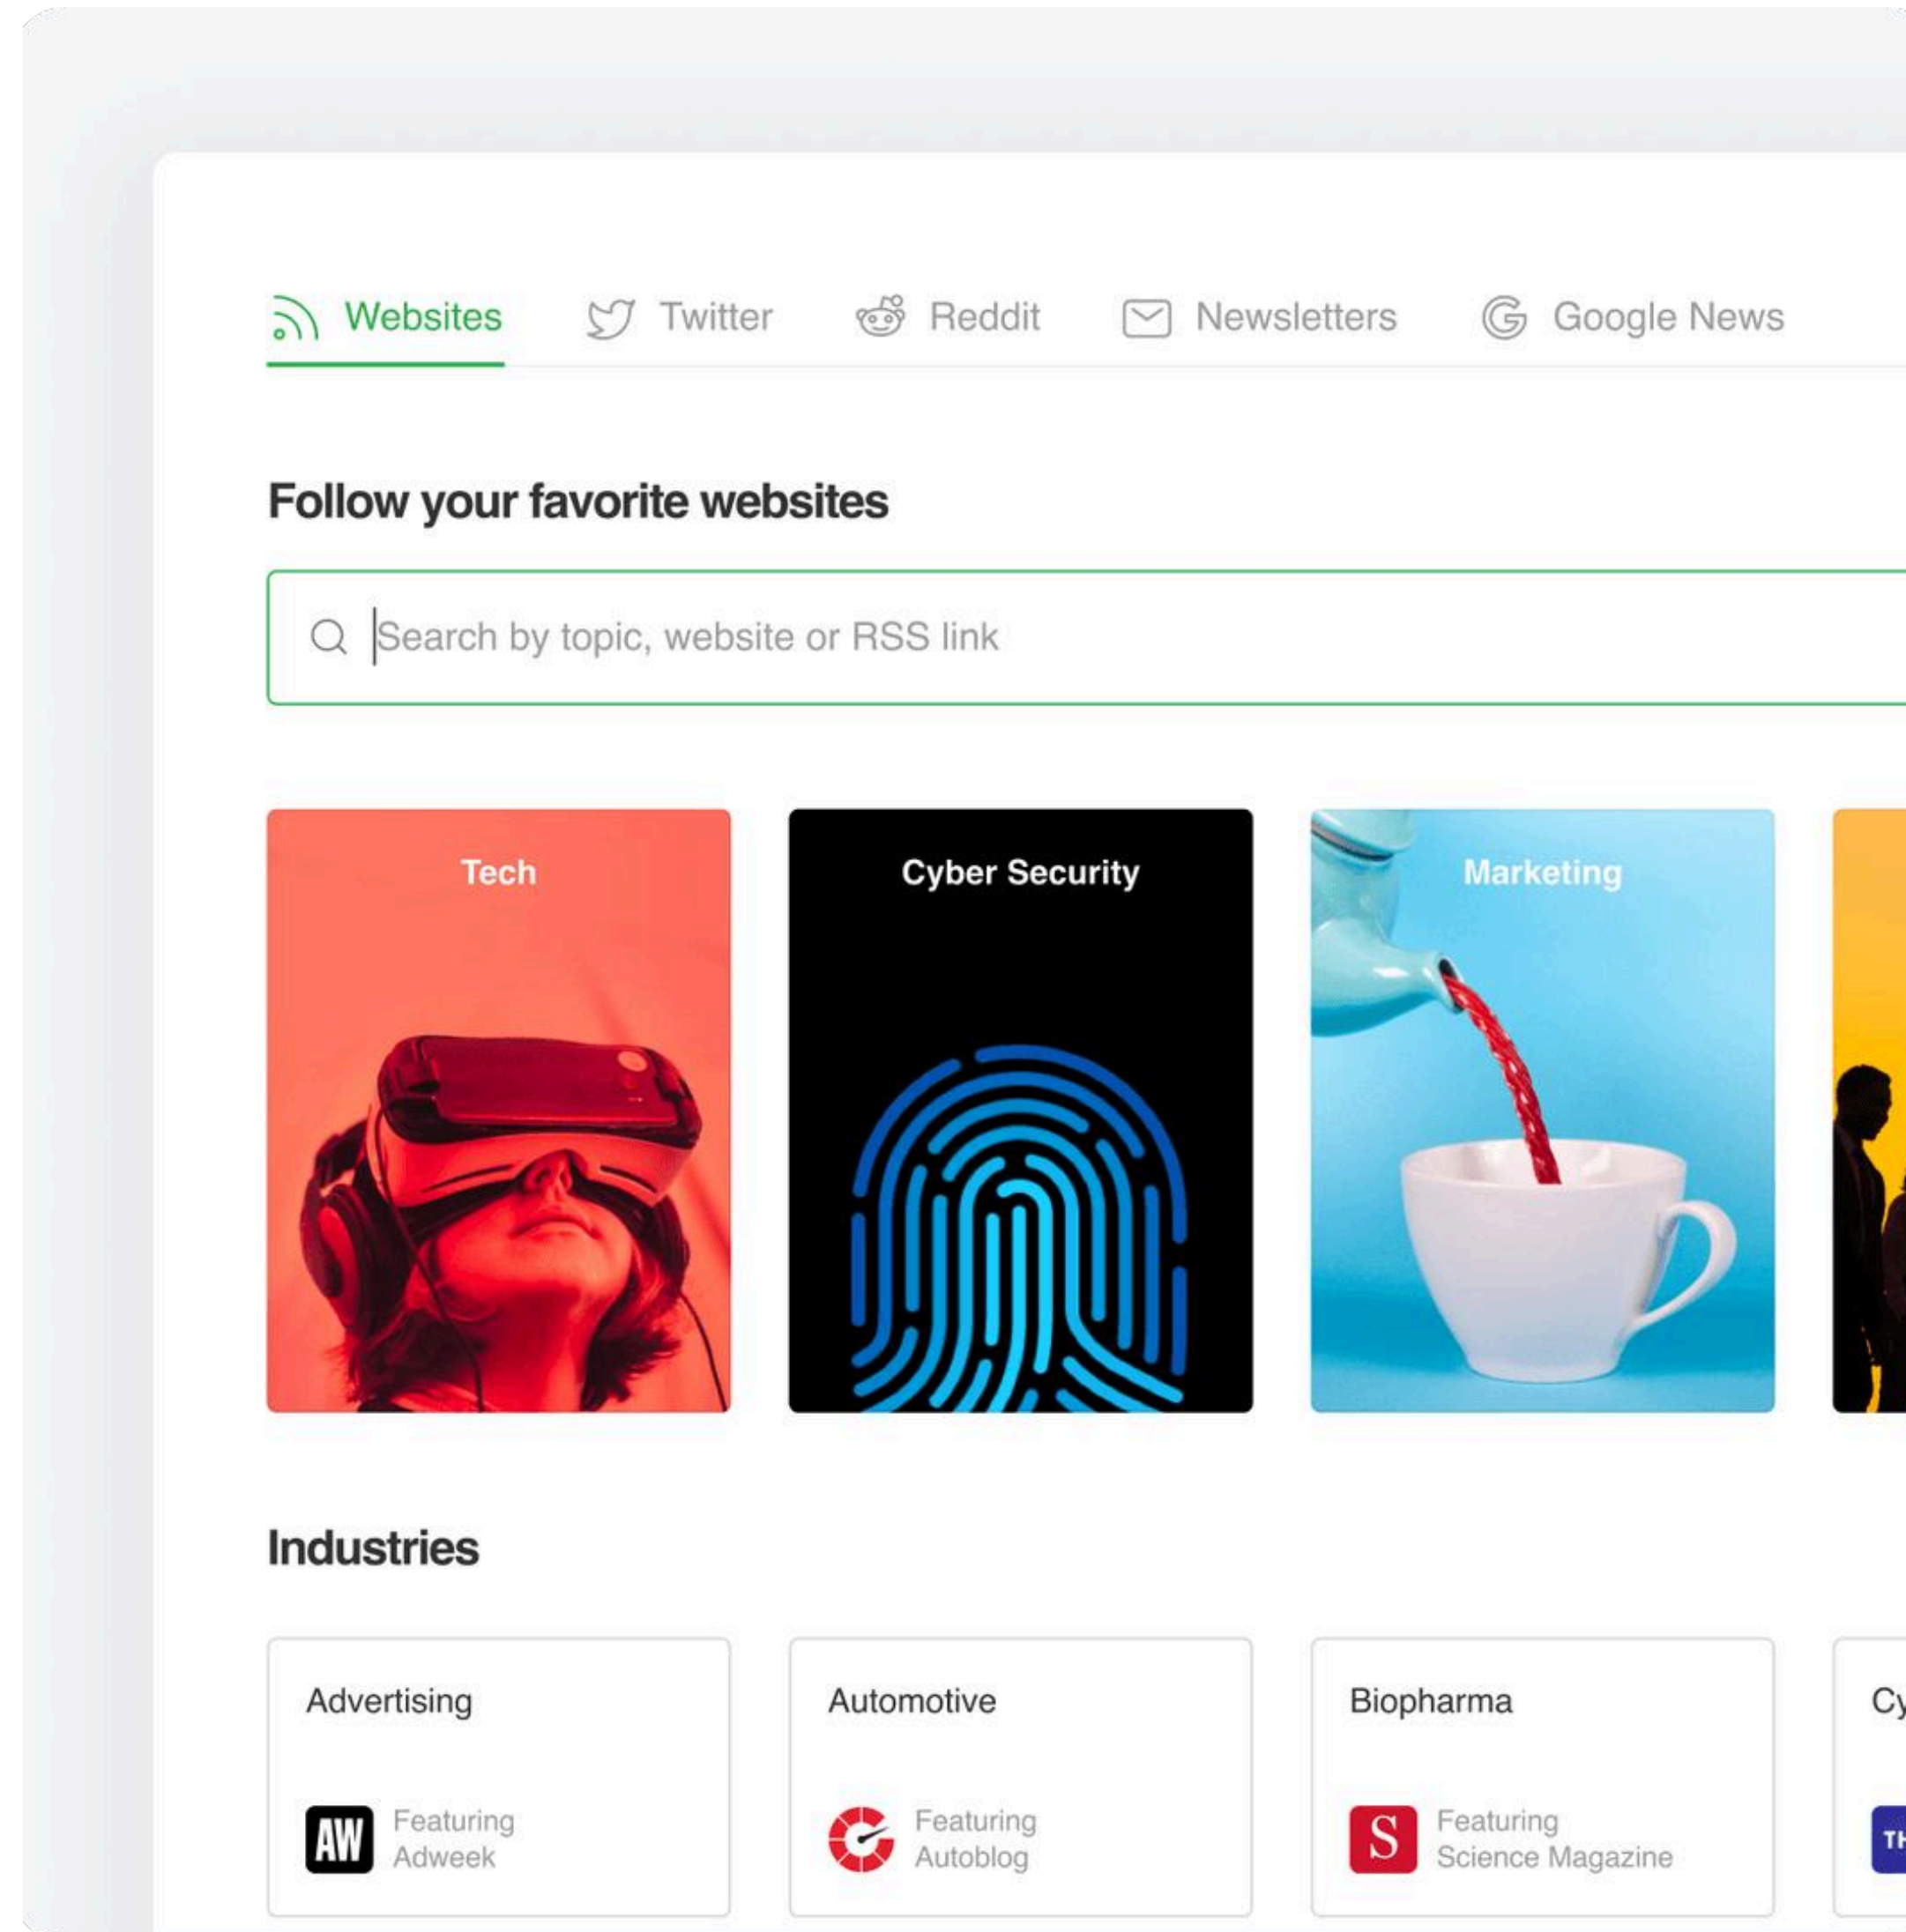 Websites
Twitter
Reddit
Newsletters
Google News
Follow your favorite websites
Search by topic, website or RSS link
Tech
Cyber Security
Marketing
Industries
Advertising
Automotive
Biopharma
AW
Featuring
Adweek
Featuring
Autoblog
S
Featuring
Science Magazine